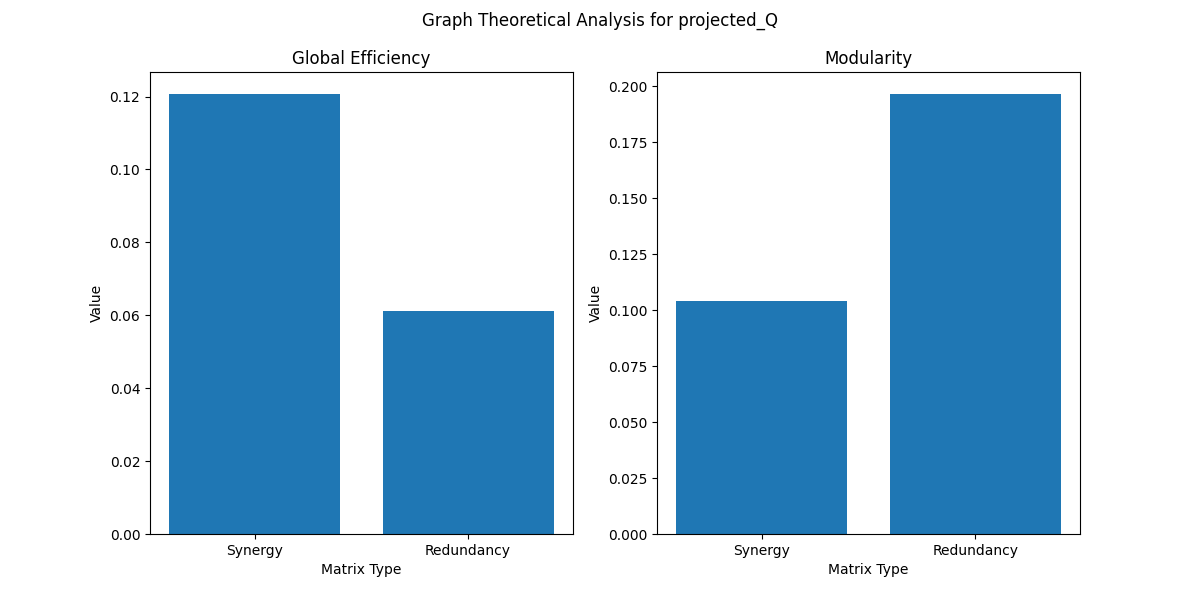 Graph Theoretical Analysis for projected_Q
Global Efficiency
0.12
0.10
0.08
0.06
0.04
0.02
0.00
Value
Synergy
Redundancy
Matrix Type
Modularity
0.200
0.175
0.150
0.125
0.100
0.075
0.050
0.025
0.000
Value
Synergy
Redundancy
Matrix Type